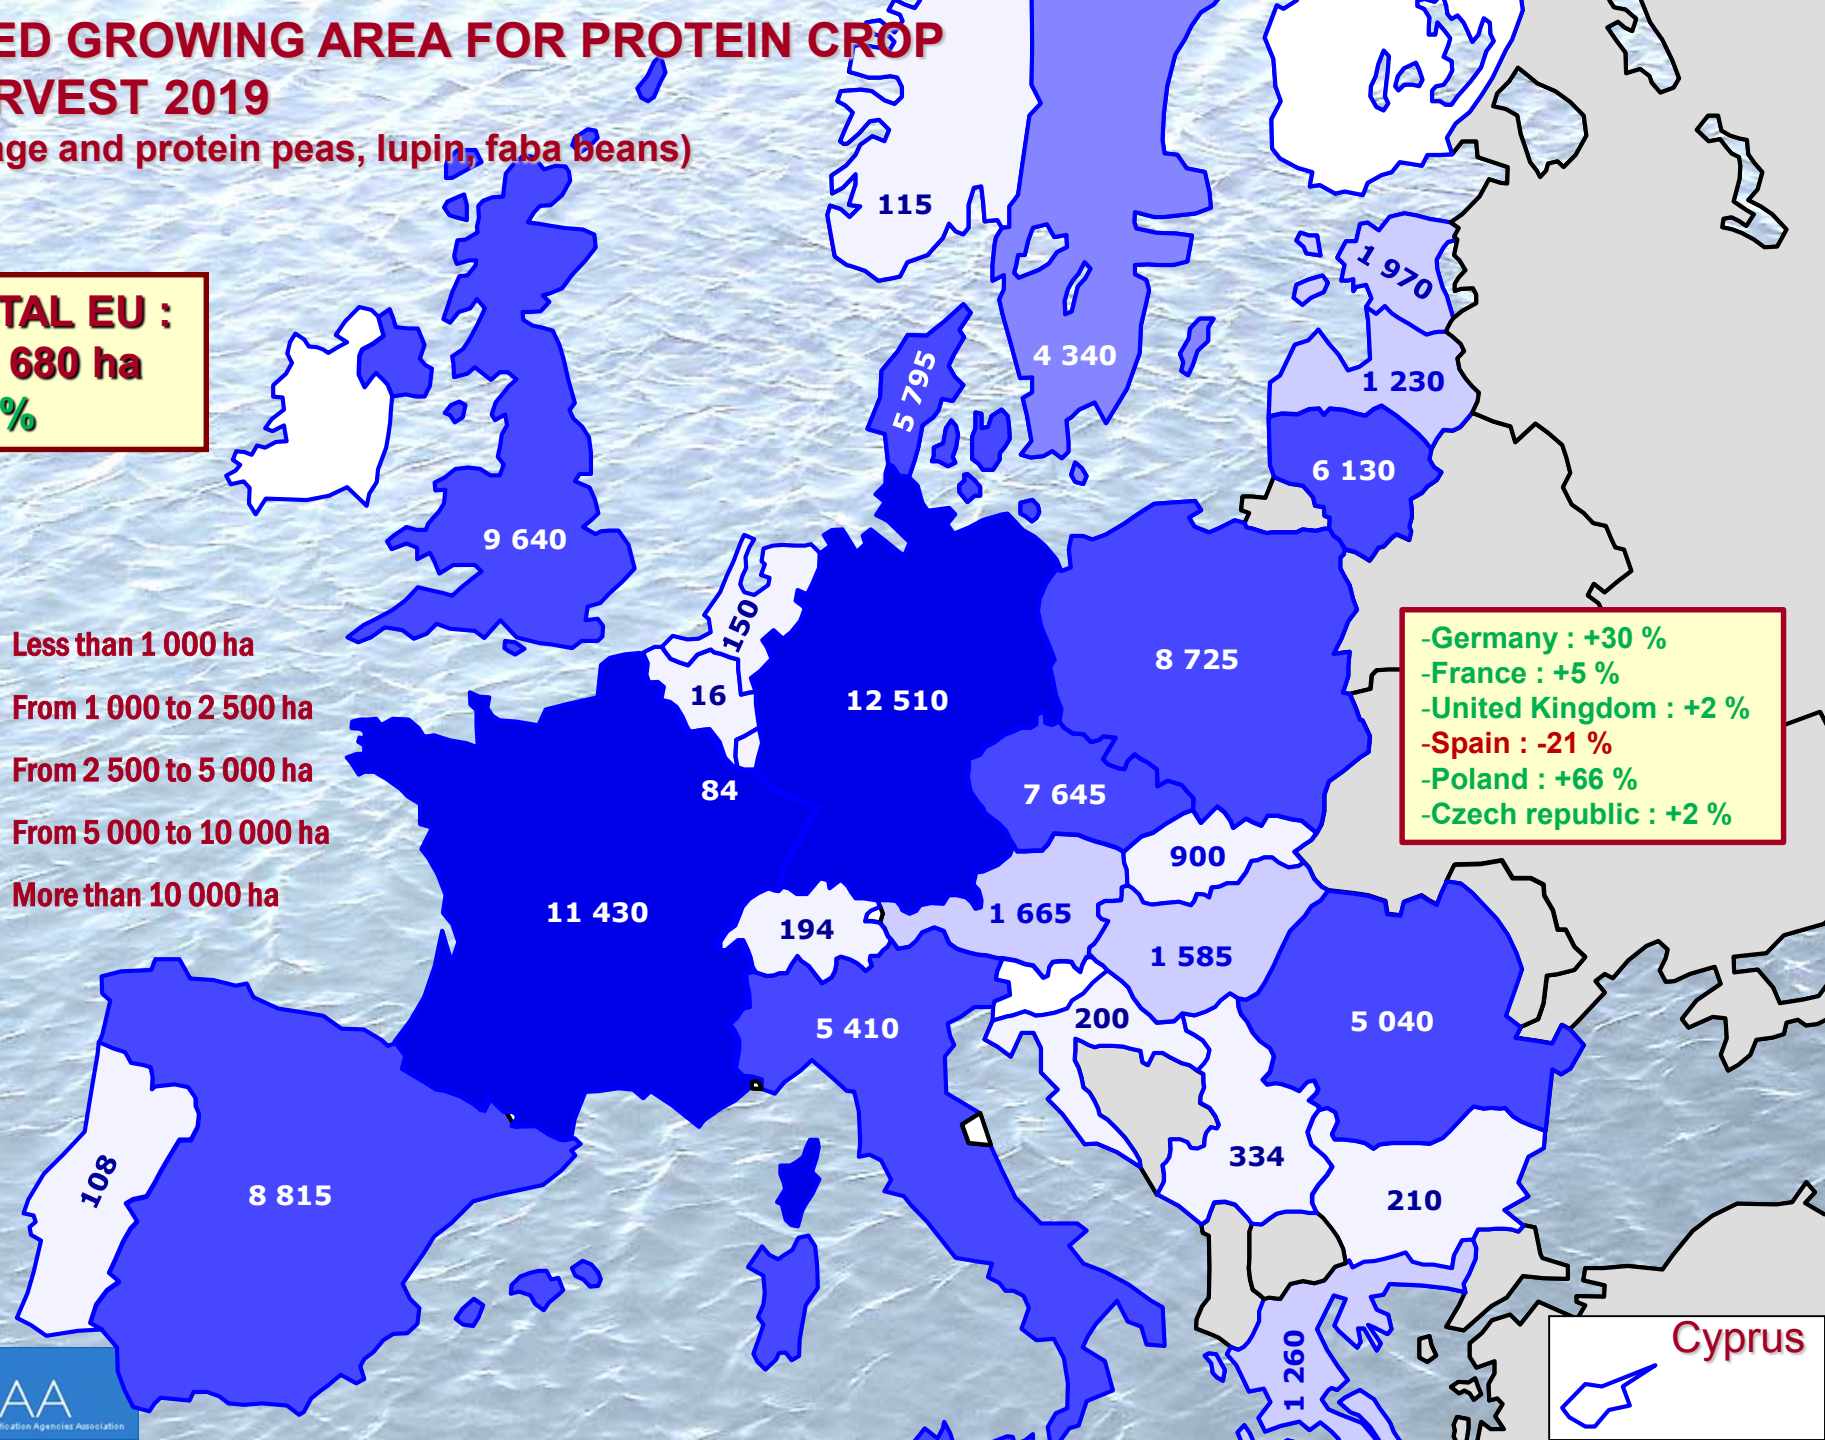 ED GROWING AREA FOR PROTEIN CROP
RVEST 2019
nge and protein peas, lupin, faba beans)
TAL EU :
680 ha
%
115
1 970
4 340
5 795
1 230
6 130
9 640
150
16
84
12 510
8 725
7 645
900
11 430
194
1 665
1 585
5 410
200
5 040
334
210
108
8 815
1 260
Less than 1 000 ha
From 1 000 to 2 500 ha
From 2 500 to 5 000 ha
From 5 000 to 10 000 ha
More than 10 000 ha
-Germany : +30 %
-France : +5 %
-United Kingdom : +2 %
-Spain : -21 %
-Poland : +66 %
-Czech republic : +2 %
Cyprus
AA
fication Agencies Association